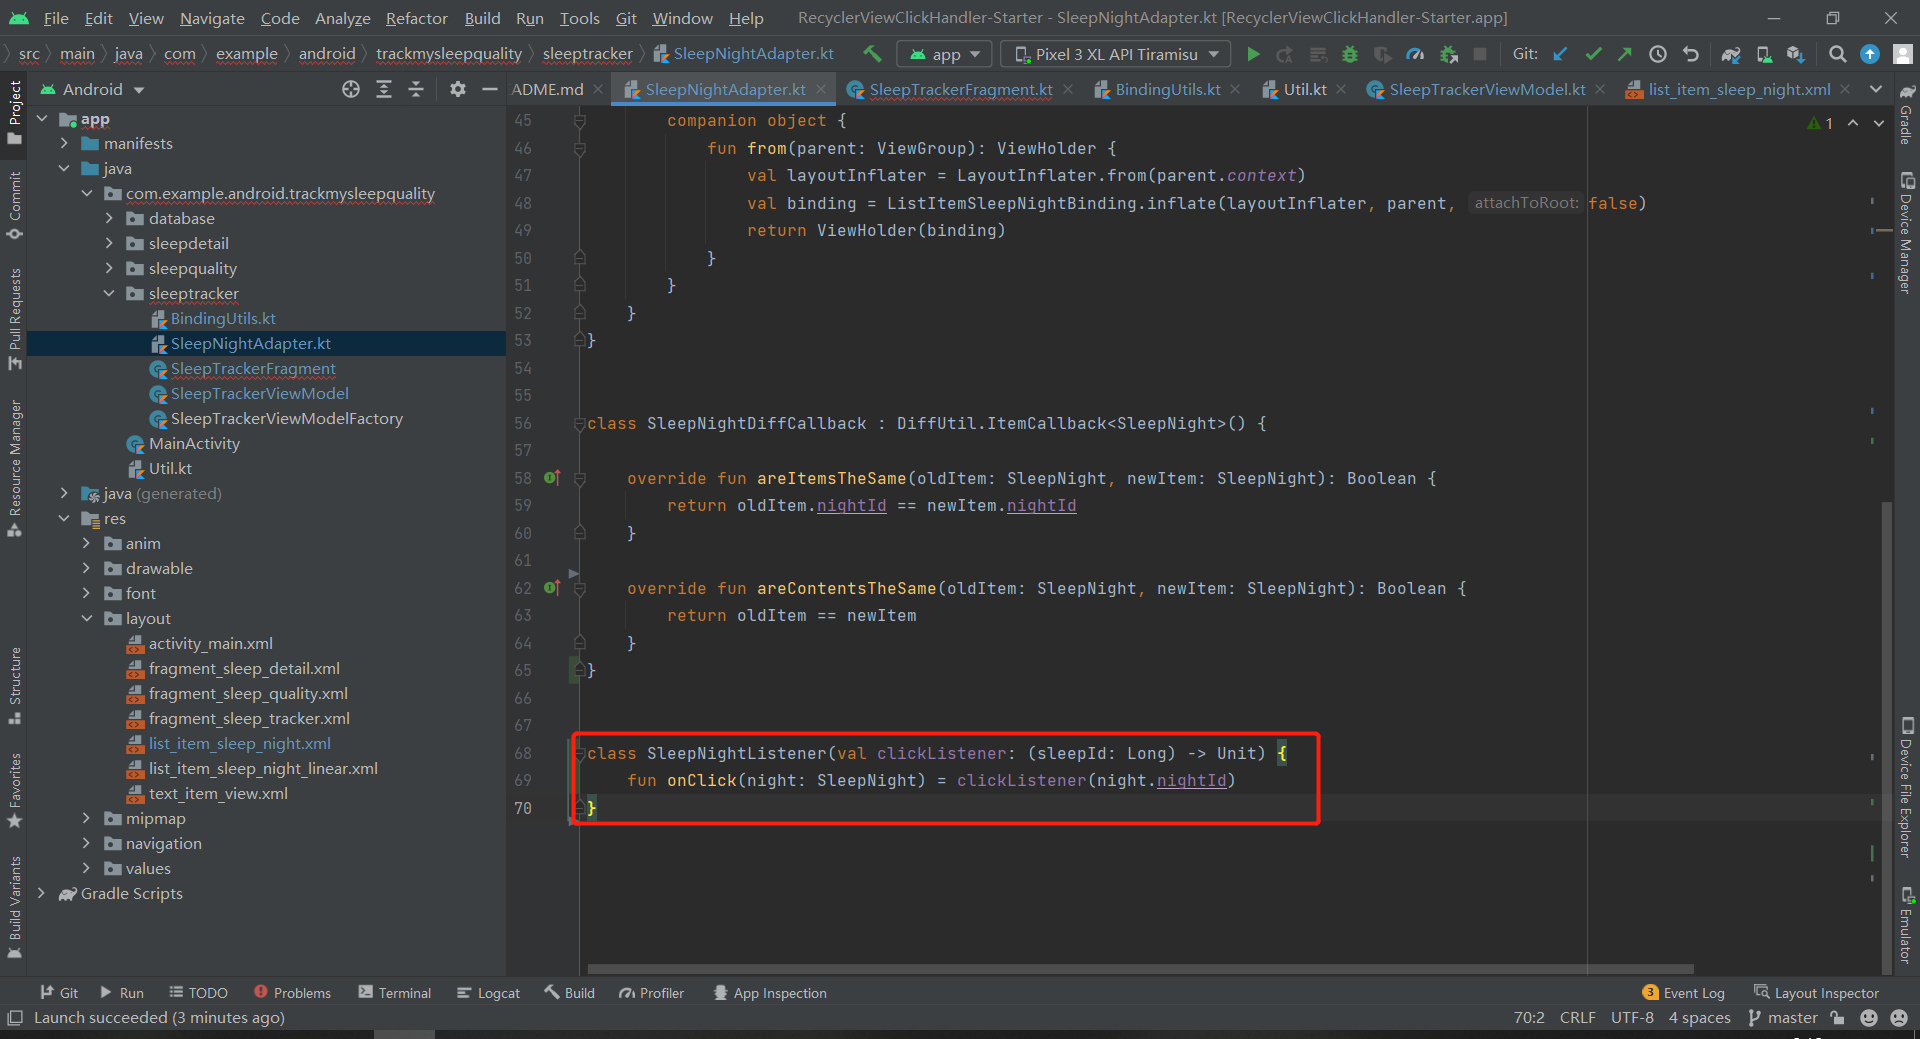 File Edit View Navigate Code Analyze Refactor Build Run Tools Git Window Help RecyclerViewClickHandler-Starter - SleepNightAdapter.kt [RecyclerViewClickHandler-Starter.app]
src main java com example android trackmysleepquality sleeptracker SleepNightAdapter.kt app Pixel 3 XL API Tiramisu Git:
Android ADME.md SleepNightAdapter.kt SleepTrackerFragment.kt BindingUtils.kt Util.kt SleepTrackerViewModel.kt list_item_sleep_night.xml
Project
Commit
Pull Requests
Resource Manager
Structure
Favorites
Build Variants
app
manifests
java
com.example.android.trackmysleepquality
database
sleepdetail
sleepquality
sleeptracker
BindingUtils.kt
SleepNightAdapter.kt
SleepTrackerFragment
SleepTrackerViewModel
SleepTrackerViewModelFactory
MainActivity
Util.kt
java (generated)
res
anim
drawable
font
layout
activity_main.xml
fragment_sleep_detail.xml
fragment_sleep_quality.xml
fragment_sleep_tracker.xml
list_item_sleep_night.xml
list_item_sleep_night_linear.xml
text_item_view.xml
mipmap
navigation
values
Gradle Scripts
1
45 companion object {
46 fun from(parent: ViewGroup): ViewHolder {
47 val layoutInflater = LayoutInflater.from(parent.context)
48 val binding = ListItemSleepNightBinding.inflate(layoutInflater, parent, attachToRoot: false)
49 return ViewHolder(binding)
50 }
51 }
52 }
53 }
54
55
56 class SleepNightDiffCallback : DiffUtil.ItemCallback<SleepNight>() {
57
58 override fun areItemsTheSame(oldItem: SleepNight, newItem: SleepNight): Boolean {
59 return oldItem.nightId == newItem.nightId
60 }
61
62 override fun areContentsTheSame(oldItem: SleepNight, newItem: SleepNight): Boolean {
63 return oldItem == newItem
64 }
65 }
66
67
68 class SleepNightListener(val clickListener: (sleepId: Long) -> Unit) {
69 fun onClick(night: SleepNight) = clickListener(night.nightId)
70 }
Gradle
Device Manager
Device File Explorer
Emulator
Git Run TODO Problems Terminal Logcat Build Profiler App Inspection 3 Event Log Layout Inspector
Launch succeeded (3 minutes ago) 70:2 CRLF UTF-8 4 spaces master